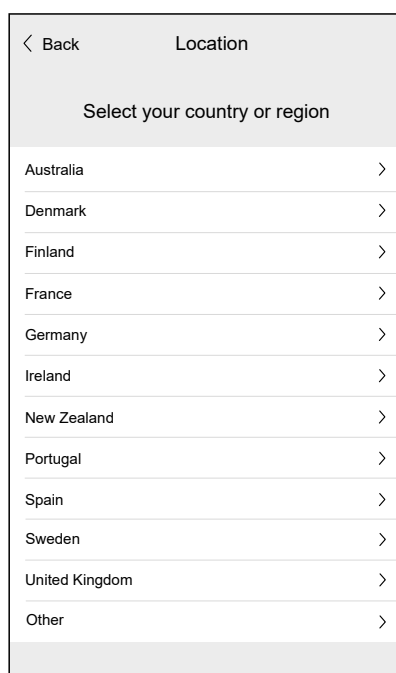 Back Location
Select your country or region
Australia
Denmark
Finland
France
Germany
Ireland
New Zealand
Portugal
Spain
Sweden
United Kingdom
Other